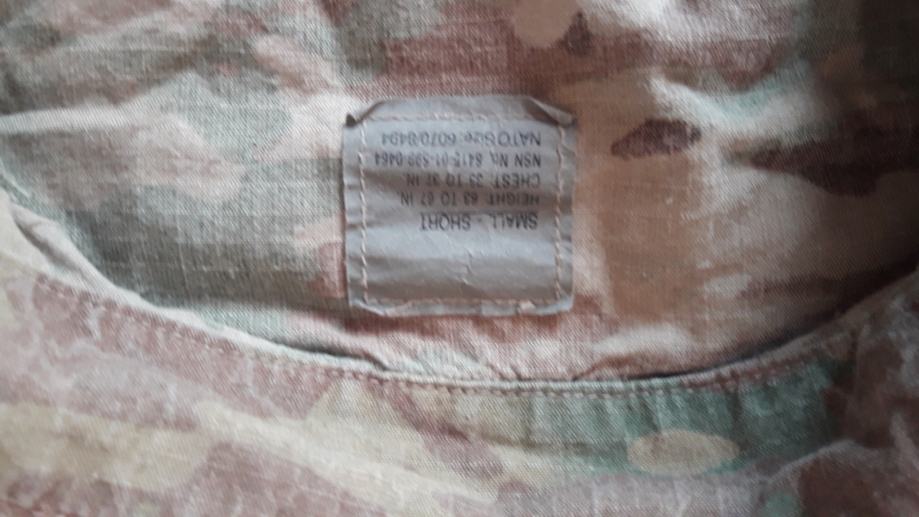 SMALL - SHORT
HEIGHT: 63 TO 67 IN
CHEST: 33 TO 37 IN
NSN No. 8415-01-599-0464
NATO Size: 6070/8494